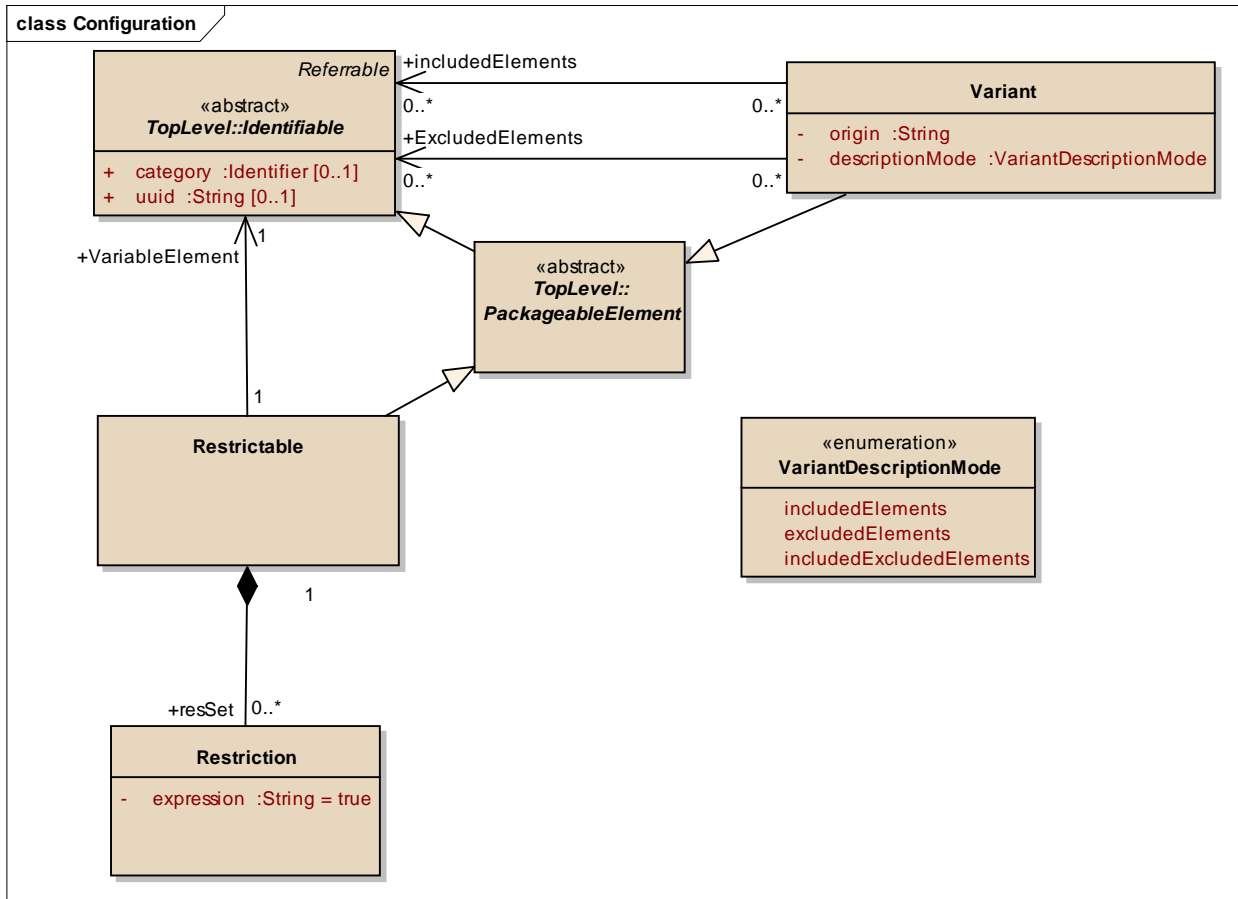 class Configuration
Referrable
«abstract»
TopLevel::Identifiable
+ category :Identifier [0..1]
+ uuid :String [0..1]
+includedElements
0..*
0..*
+ExcludedElements
0..*
0..*
Variant
- origin :String
- descriptionMode :VariantDescriptionMode
+VariableElement
1
1
«abstract»
TopLevel::
PackageableElement
Restrictable
1
+resSet
0..*
Restriction
- expression :String = true
«enumeration»
VariantDescriptionMode
includedElements
excludedElements
includedExcludedElements